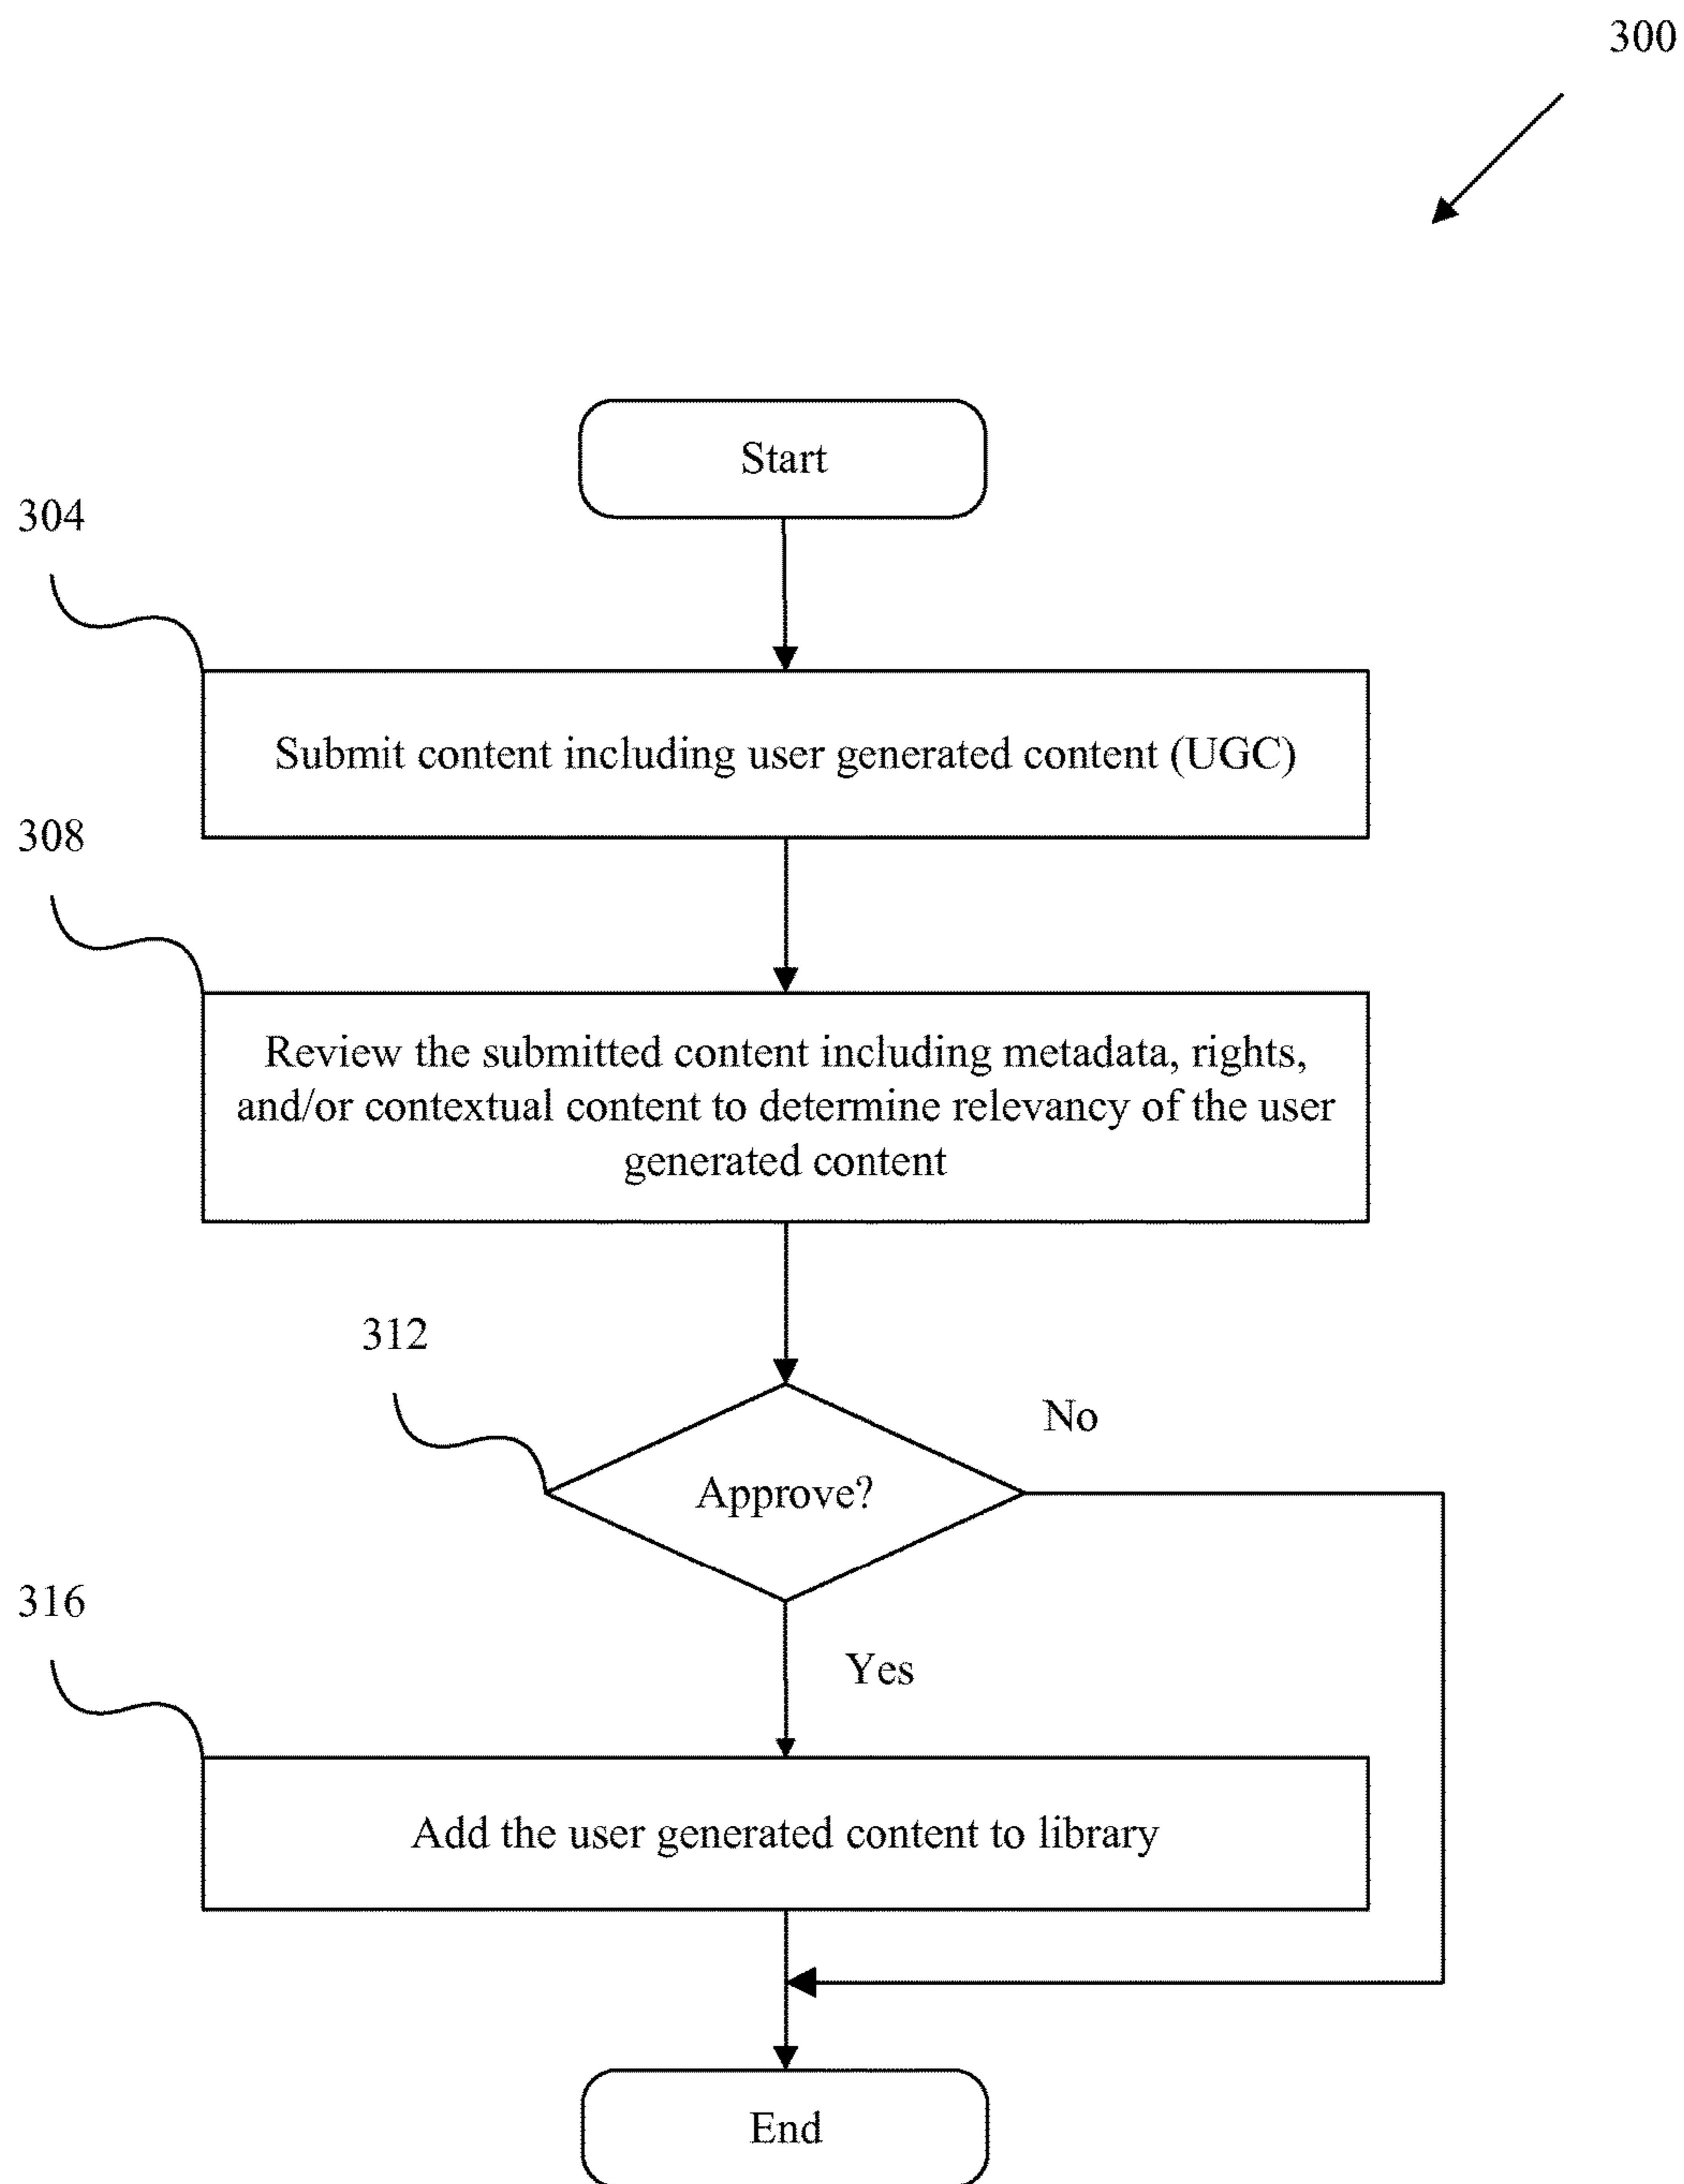 300
Start
304
Submit content including user generated content (UGC)
308
Review the submitted content including metadata, rights,
and/or contextual content to determine relevancy of the user
generated content
312
No
Approve?
316
Yes
Add the user generated content to library
End